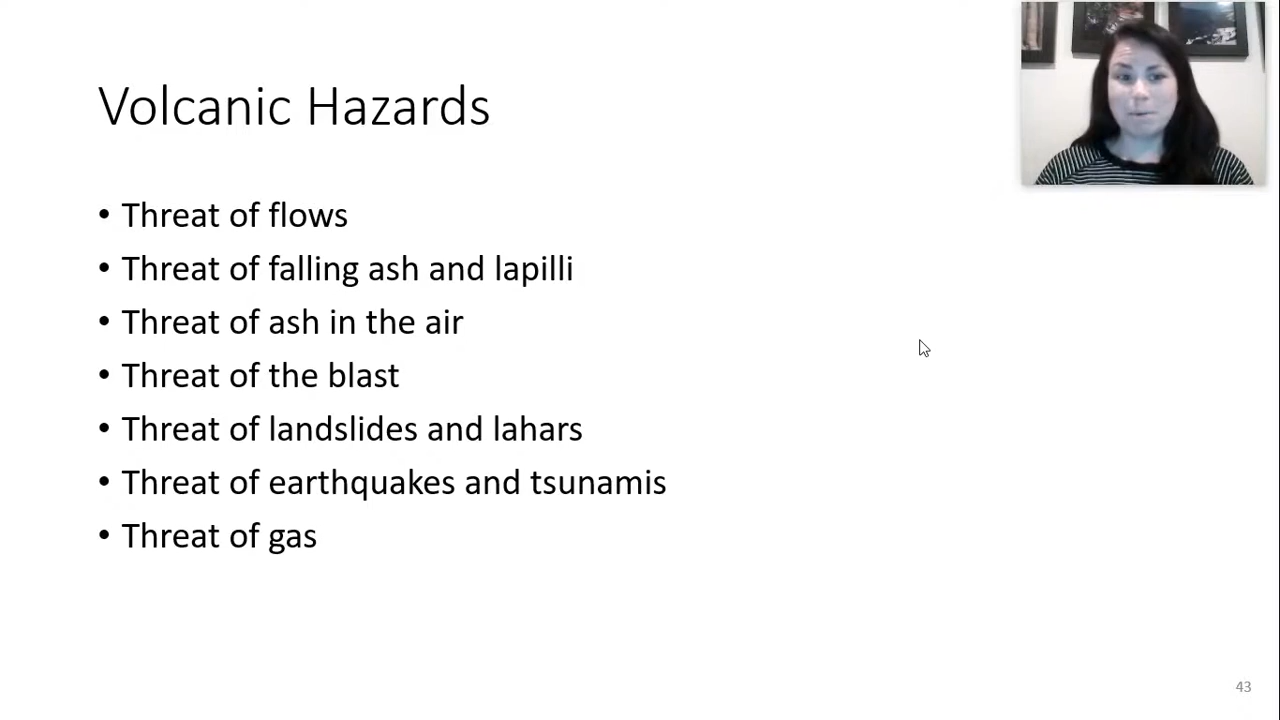 Volcanic Hazards
• Threat of flows
• Threat of falling ash and lapilli
• Threat of ash in the air
• Threat of the blast
• Threat of landslides and lahars
• Threat of earthquakes and tsunamis
• Threat of gas
43